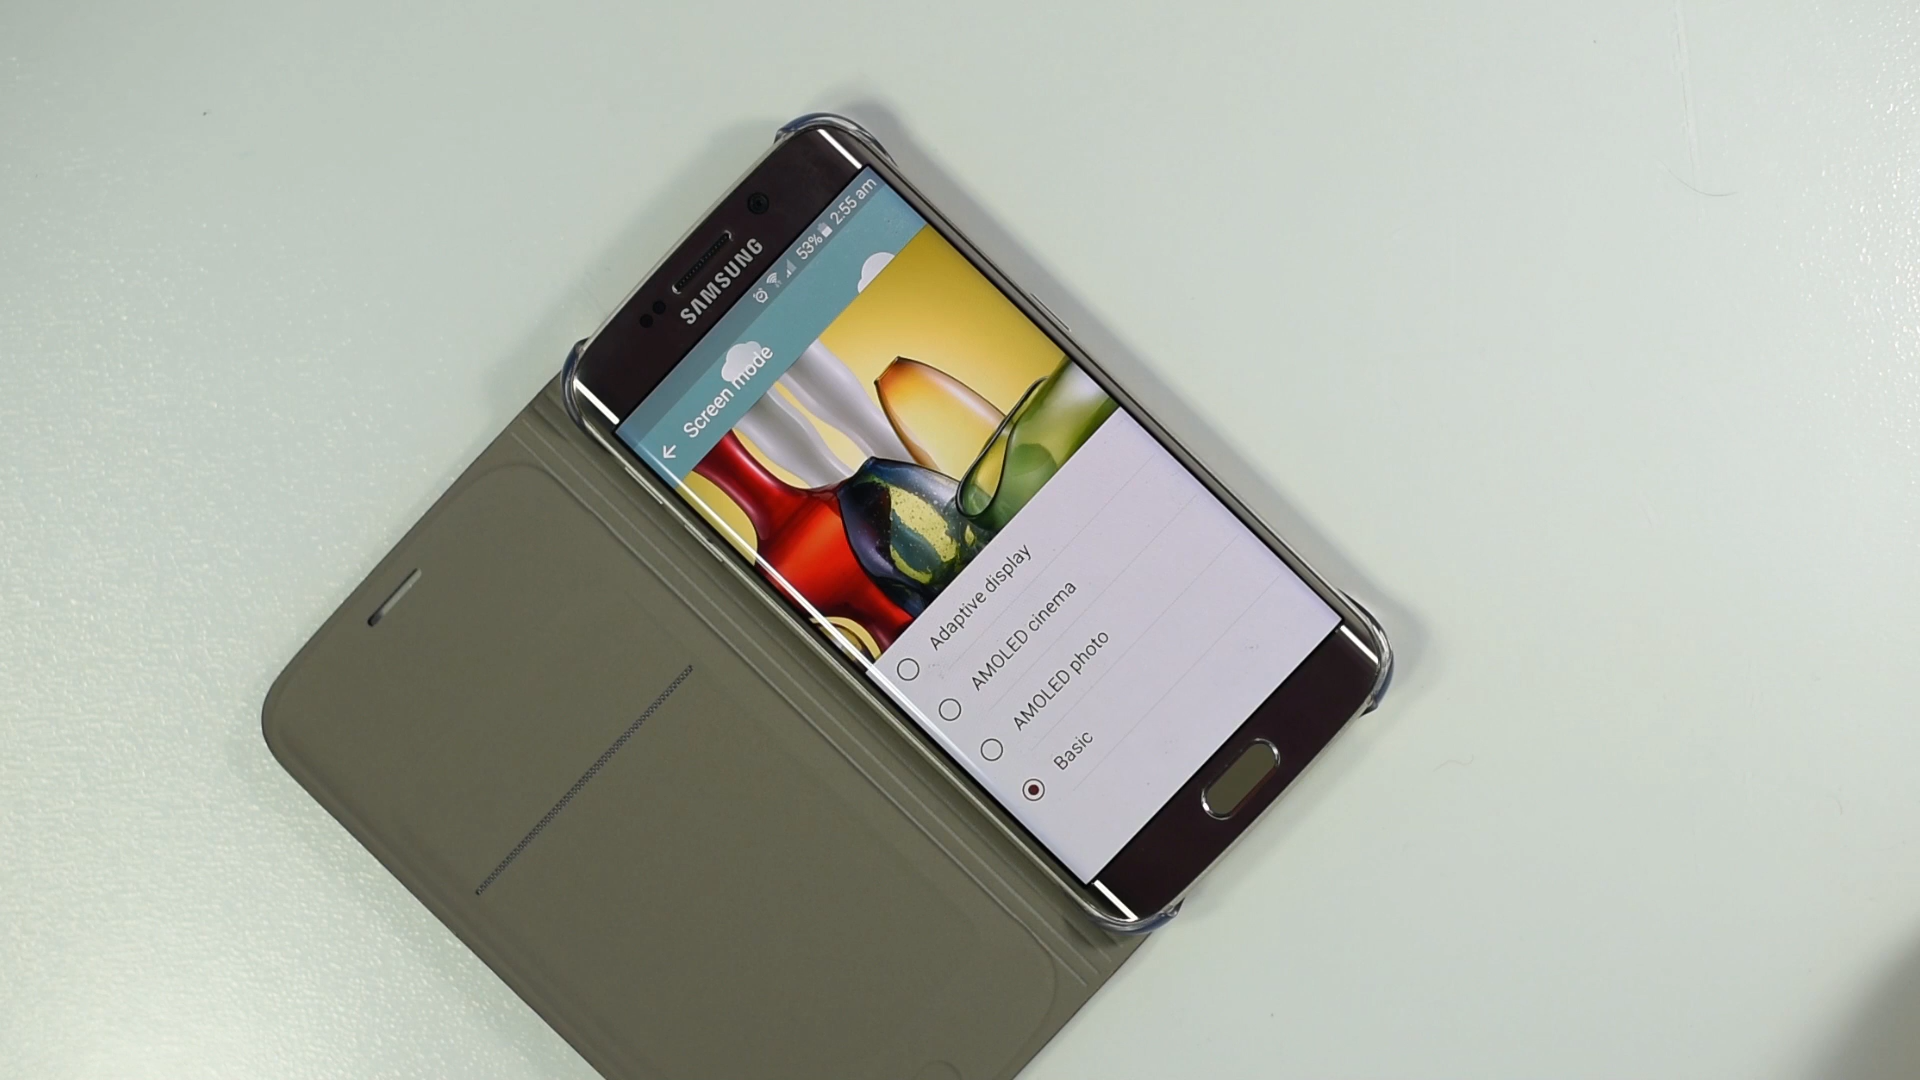 SAMSUNG
53% 2:55 am
Screen mode
Adaptive display
AMOLED cinema
AMOLED photo
Basic